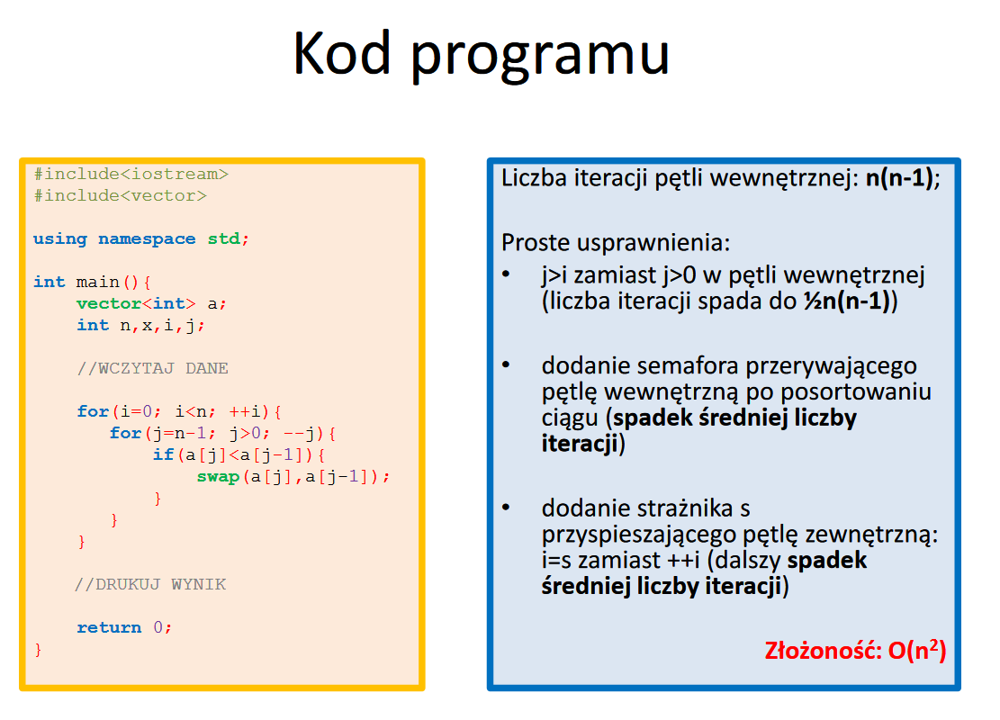 Kod programu
#include<iostream>
#include<vector>
using namespace std;
int main(){
vector<int> a;
int n,x,i,j;
//WCZYTAJ DANE
for(i=0; i<n; ++i){
for(j=n-1; j>0; --j){
if(a[j]<a[j-1]){
swap(a[j],a[j-1]);
}
}
}
//DRUKUJ WYNIK
return 0;
}
Liczba iteracji pętli wewnętrznej: n(n-1);
Proste usprawnienia:
• j>i zamiast j>0 w pętli wewnętrznej
(liczba iteracji spada do ½n(n-1))
• dodanie semafora przerywającego
pętlę wewnętrzną po posortowaniu
ciągu (spadek średniej liczby
iteracji)
• dodanie strażnika s
przyspieszającego pętlę zewnętrzną:
i=s zamiast ++i (dalszy spadek
średniej liczby iteracji)
Złożoność: O(n²)